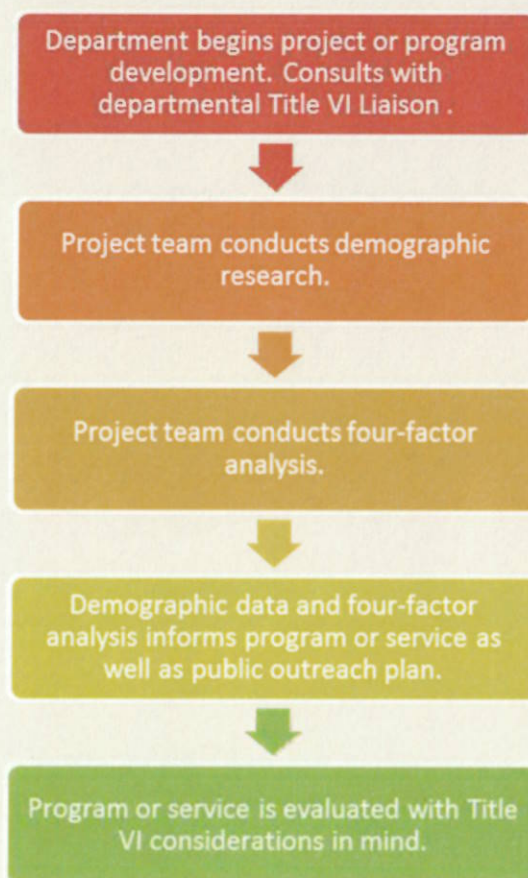 Department begins project or program
development. Consults with
departmental Title VI Liaison .
Project team conducts demographic
research.
Project team conducts four-factor
analysis.
Demographic data and four-factor
analysis informs program or service as
well as public outreach plan.
Program or service is evaluated with Title
VI considerations in mind.